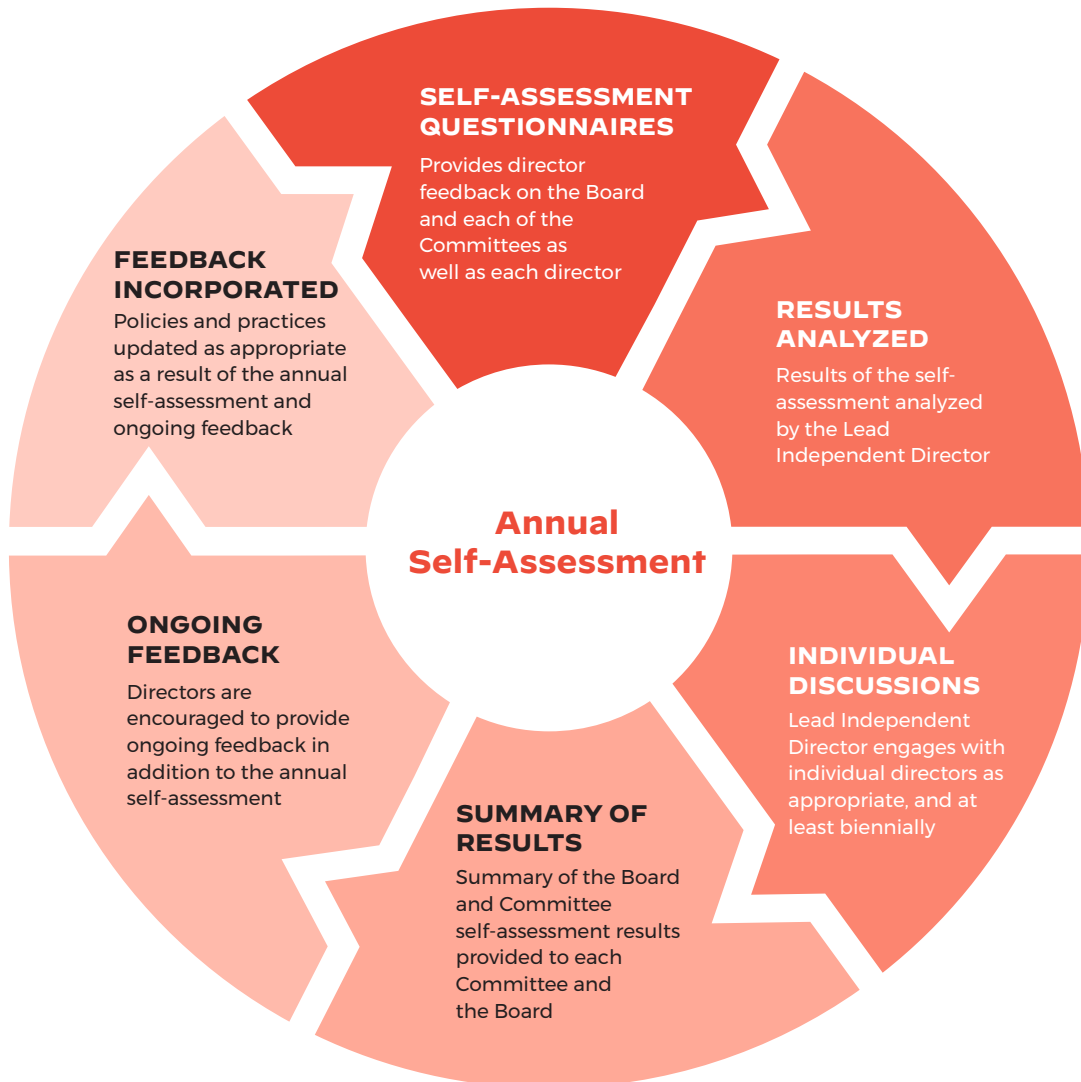 SELF-ASSESSMENT
QUESTIONNAIRES
Provides director
feedback on the Board
and each of the
Committees as
well as each director
RESULTS
ANALYZED
Results of the self-
assessment analyzed
by the Lead
Independent Director
INDIVIDUAL
DISCUSSIONS
Lead Independent
Director engages with
individual directors as
appropriate, and at
least biennially
SUMMARY OF
RESULTS
Summary of the Board
and Committee
self-assessment results
provided to each
Committee and
the Board
ONGOING
FEEDBACK
Directors are
encouraged to provide
ongoing feedback in
addition to the annual
self-assessment
FEEDBACK
INCORPORATED
Policies and practices
updated as appropriate
as a result of the annual
self-assessment and
ongoing feedback
Annual
Self-Assessment